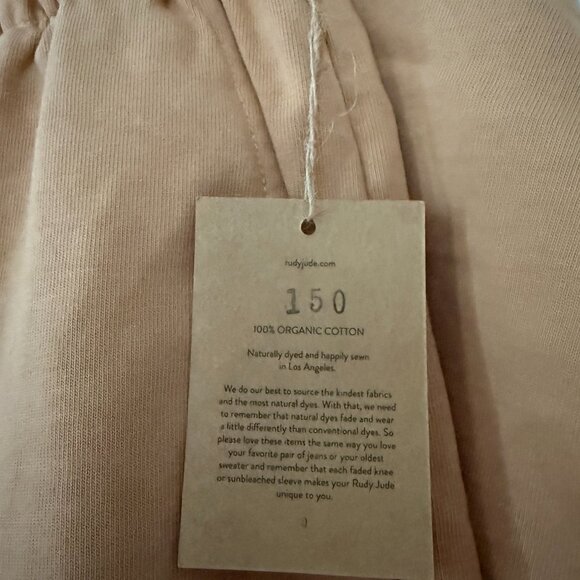 rudyjude.com
150
100% ORGANIC COTTON
Naturally dyed and happily sewn
in Los Angeles.
We do our best to source the kindest fabrics
and the most natural dyes. With that, we need
to remember that natural dyes fade and wear
a little differently than conventional dyes. So
please love these items the same way you love
your favorite pair of jeans or your oldest
sweater and remember that each faded knee
or sunbleached sleeve makes your Rudy Jude
unique to you.